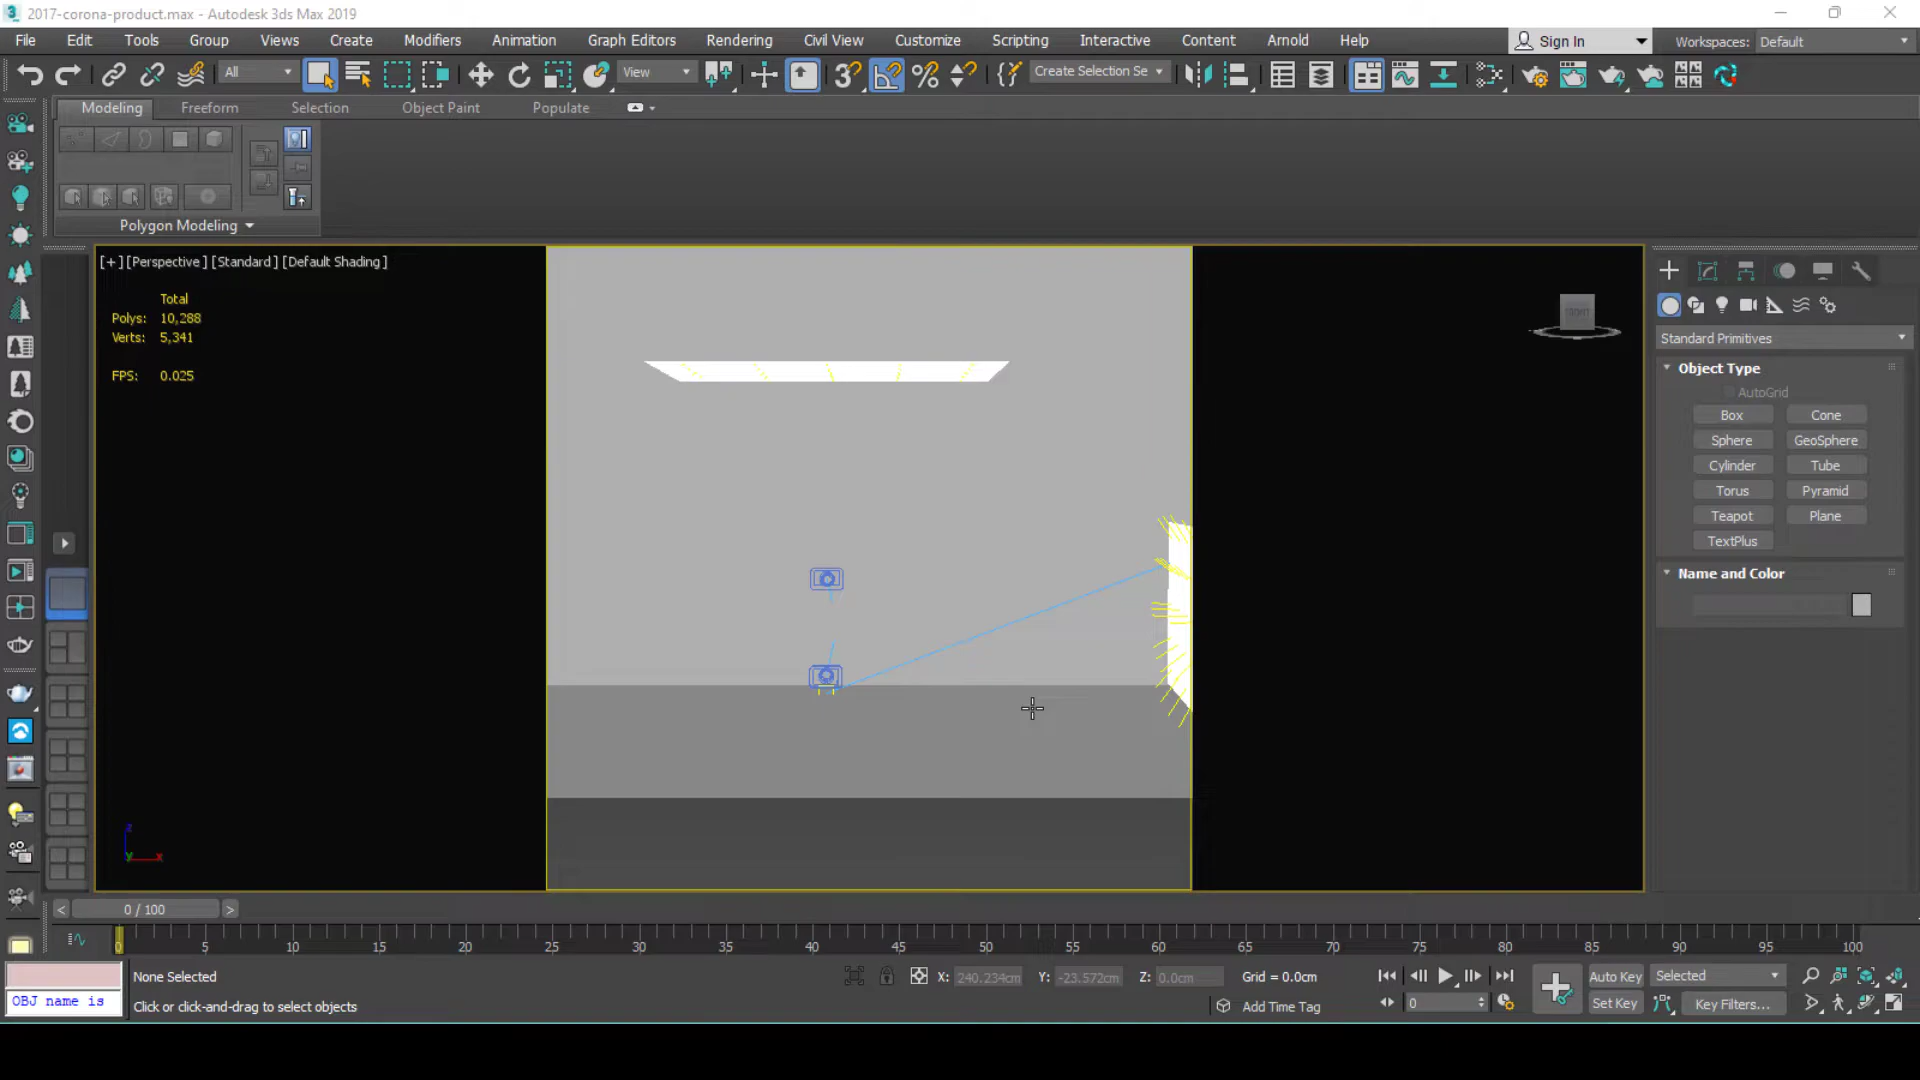 3 2017-corona-product.max - Autodesk 3ds Max 2019
File Edit Tools Group Views Create Modifiers Animation Graph Editors Rendering Civil View Customize Scripting Interactive Content Arnold Help Sign In Workspaces: Default
All View Create Selection Se
Modeling Freeform Selection Object Paint Populate
Polygon Modeling
[+] [Perspective] [Standard] [Default Shading]
Total
Polys: 10,288
Verts: 5,341
FPS: 0.025
FRONT
Standard Primitives
Object Type
AutoGrid
Box Cone
Sphere GeoSphere
Cylinder Tube
Torus Pyramid
Teapot Plane
TextPlus
Name and Color
z
y x
< 0 / 100 >
0 5 10 15 20 25 30 35 40 45 50 55 60 65 70 75 80 85 90 95 100
None Selected X: 240.234cm Y: -23.572cm Z: 0.0cm Grid = 0.0cm Auto Key Selected
OBJ name is Click or click-and-drag to select objects Add Time Tag 0 Set Key Key Filters...